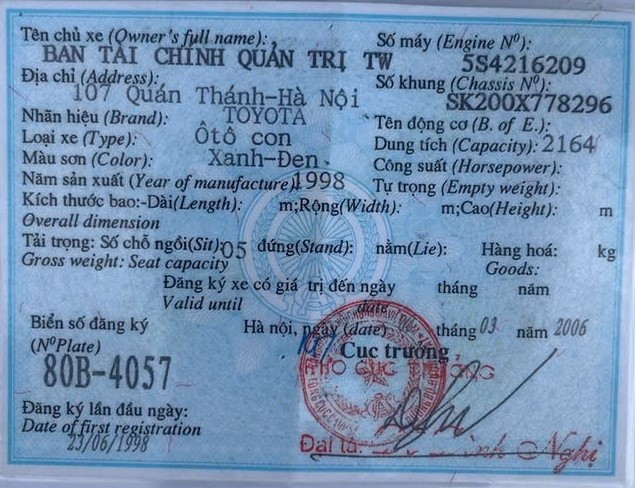 Tên chủ xe (Owner's full name): Số máy (Engine Nº):
BAN TÀI CHÍNH QUẢN TRỊ TW 5S4216209
Địa chỉ (Address): Số khung (Chassis Nº):
107 Quán Thánh-Hà Nội SK200X778296
Nhãn hiệu (Brand): TOYOTA Tên động cơ (B. of E.):
Loại xe (Type): Ôtô con Dung tích (Capacity): 2164
Màu sơn (Color): Xanh-Đen Công suất (Horsepower):
Năm sản xuất (Year of manufacture) 1998 Tự trọng (Empty weight):
Kích thước bao:-Dài(Length): m;Rộng(Width): m;Cao(Height): m
Overall dimension
Tải trọng: Số chỗ ngồi(Sit): 05 đứng(Stand): nằm(Lie): Hàng hoá: kg
Gross weight: Seat capacity Goods:
Đăng ký xe có giá trị đến ngày tháng năm
Valid until date
Biển số đăng ký Hà nội, ngày (date) tháng 03 năm 2006
(NºPlate) Cục trưởng
80B-4057 PHÓ CỤC TRƯỞNG
Đăng ký lần đầu ngày:
Date of first registration
23/06/1998 Đại tá: Nghị